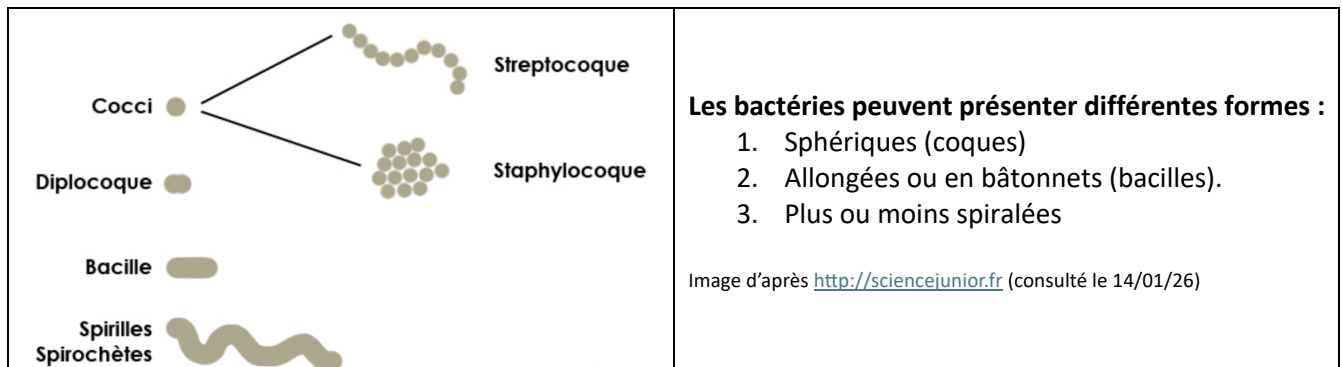 Cocci
Streptocoque
Staphylocoque
Diplocoque
Bacille
Spirilles
Spirochètes
Les bactéries peuvent présenter différentes formes :
1. Sphériques (coques)
2. Allongées ou en bâtonnets (bacilles).
3. Plus ou moins spiralées
Image d’après http://sciencejunior.fr (consulté le 14/01/26)